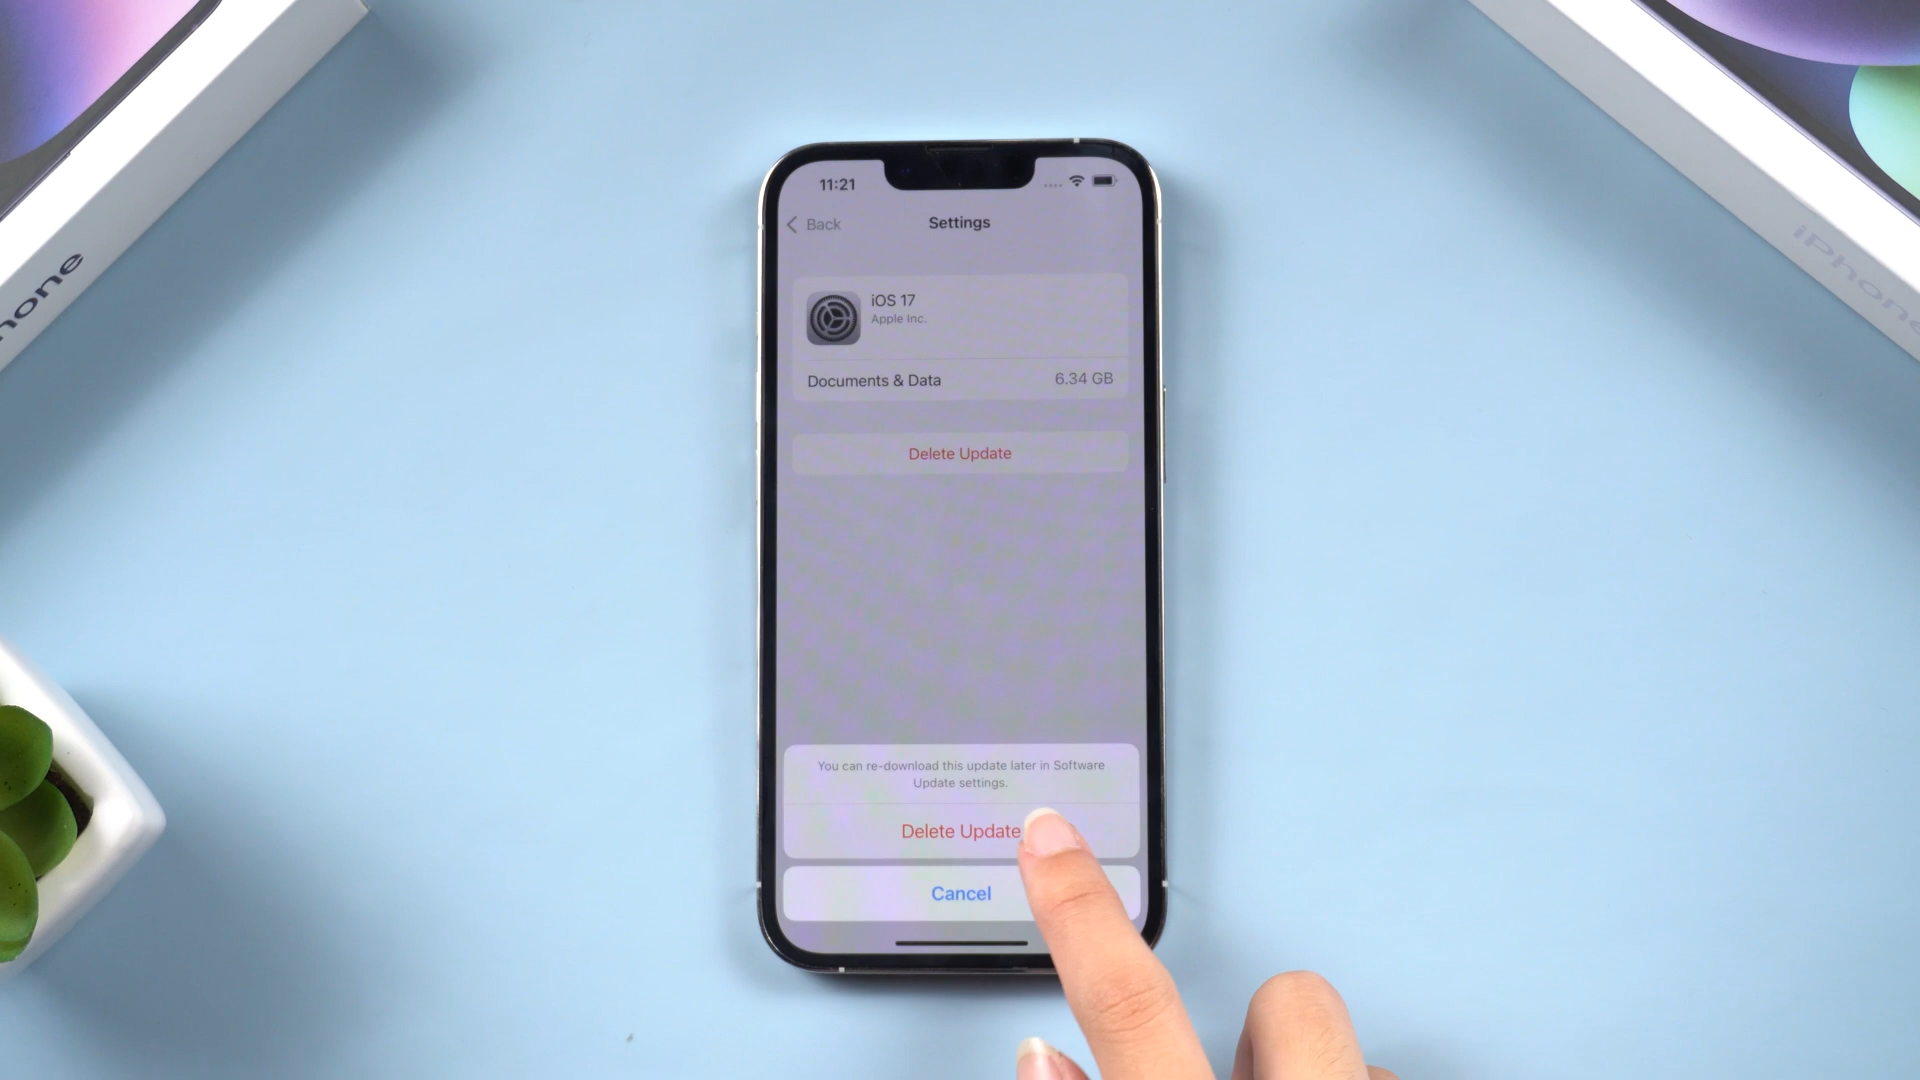 11:21
Back
Settings
iOS 17
Apple Inc.
Documents & Data
6.34 GB
Delete Update
You can re-download this update later in Software
Update settings.
Delete Update
Cancel
hone
iPhone